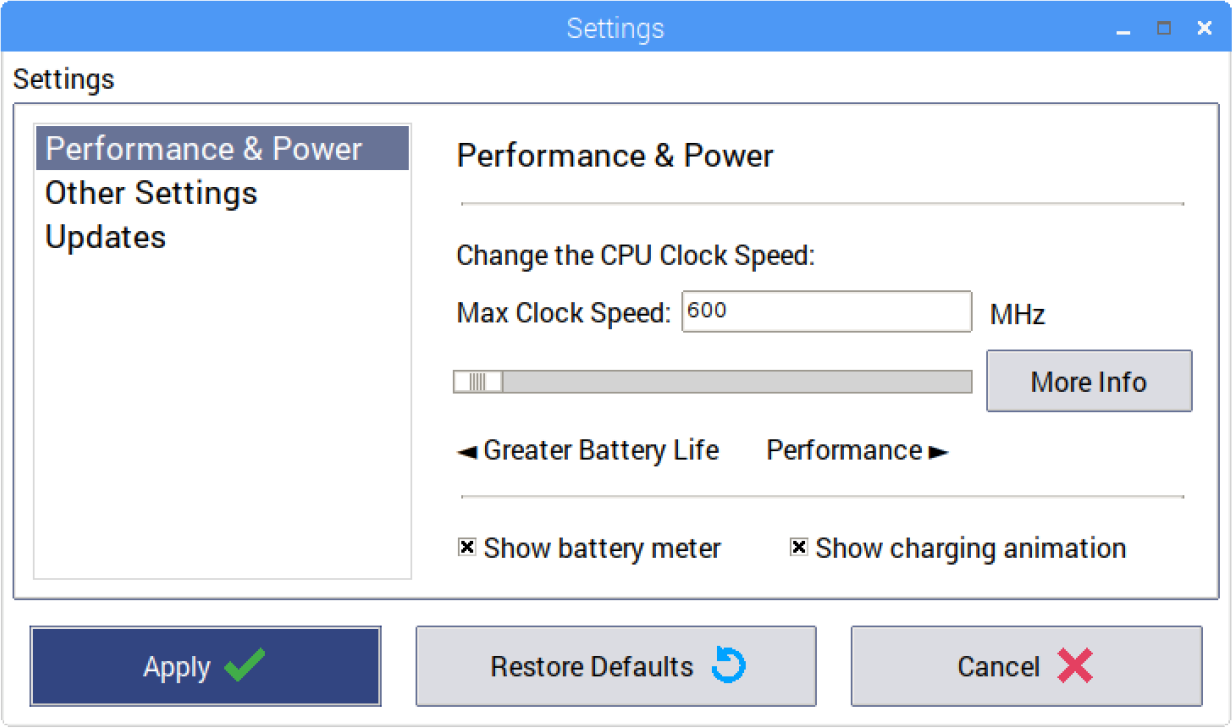 Settings
Settings
Performance & Power
Other Settings
Updates
Performance & Power
Change the CPU Clock Speed:
Max Clock Speed: 600 MHz
More Info
◄ Greater Battery Life Performance ►
Show battery meter Show charging animation
Apply Restore Defaults Cancel